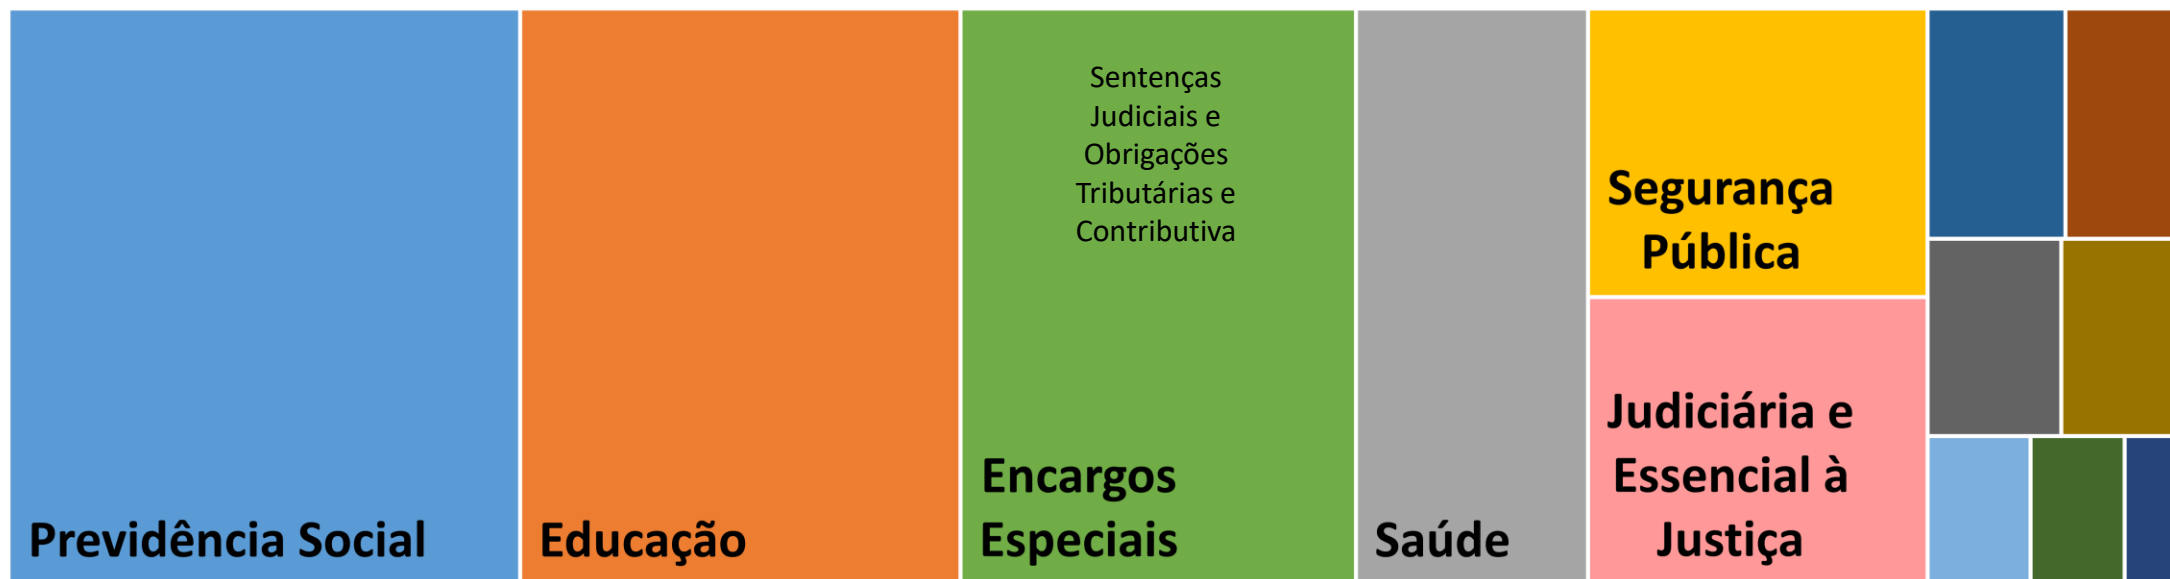 Previdência Social
Educação
Sentenças
Judiciais e
Obrigações
Tributárias e
Contributiva
Encargos
Especiais
Saúde
Segurança
Pública
Judiciária e
Essencial à
Justiça